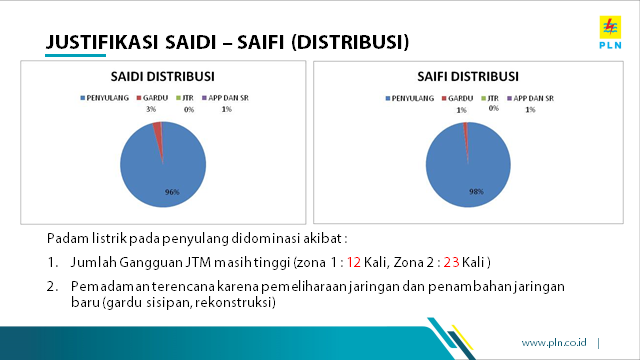 JUSTIFIKASI SAIDI – SAIFI (DISTRIBUSI)
PLN
SAIDI DISTRIBUSI
PENYULANG GARDU JTR APP DAN SR
3% 0% 1%
96%
SAIFI DISTRIBUSI
PENYULANG GARDU JTR APP DAN SR
1% 0% 1%
98%
Padam listrik pada penyulang didominasi akibat :
1. Jumlah Gangguan JTM masih tinggi (zona 1 : 12 Kali, Zona 2 : 23 Kali )
2. Pemadaman terencana karena pemeliharaan jaringan dan penambahan jaringan
baru (gardu sisipan, rekonstruksi)
www.pln.co.id |